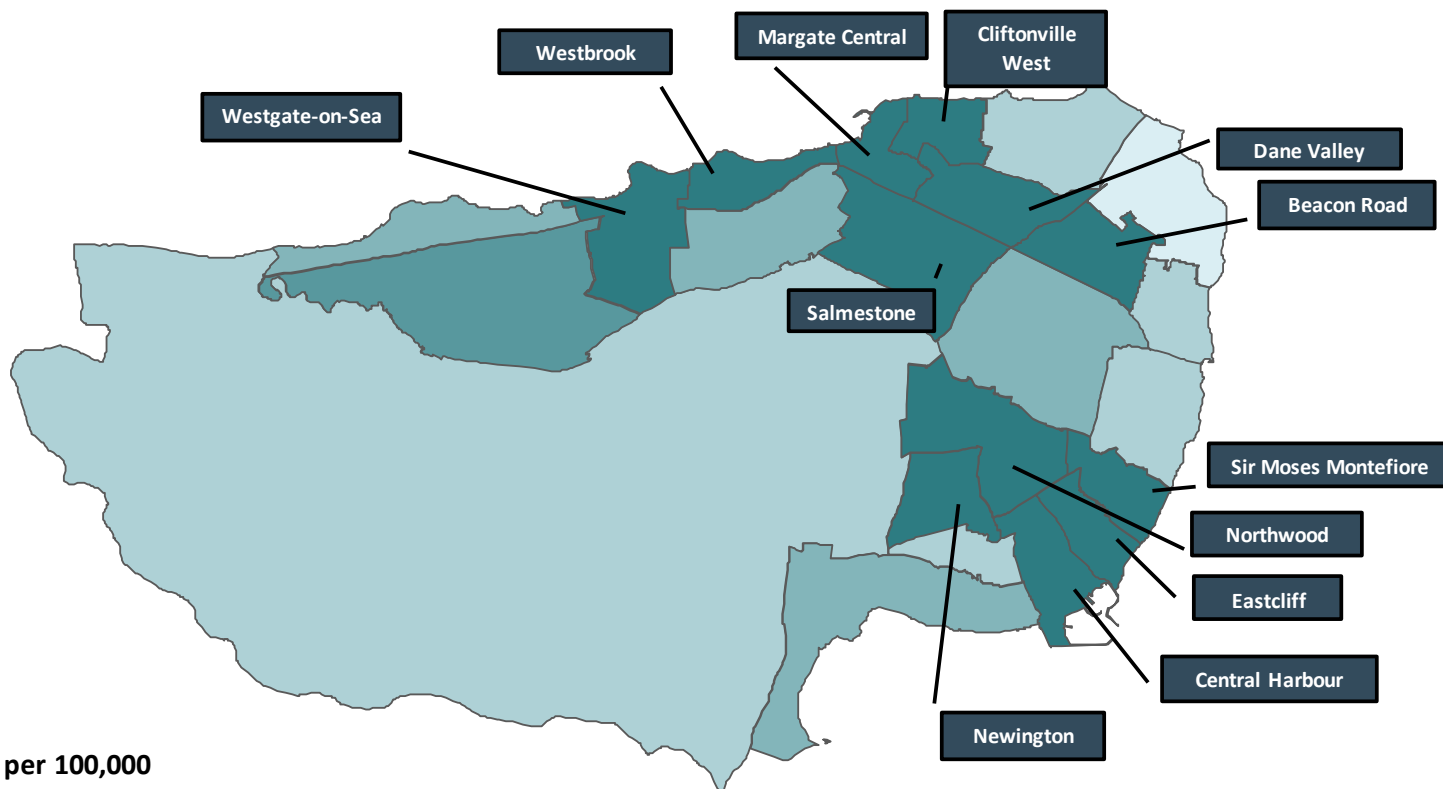 Margate Central
Cliftonville
West
Westbrook
Westgate-on-Sea
Dane Valley
Beacon Road
Salmestone
Sir Moses Montefiore
Northwood
Eastcliff
Central Harbour
Newington
per 100,000